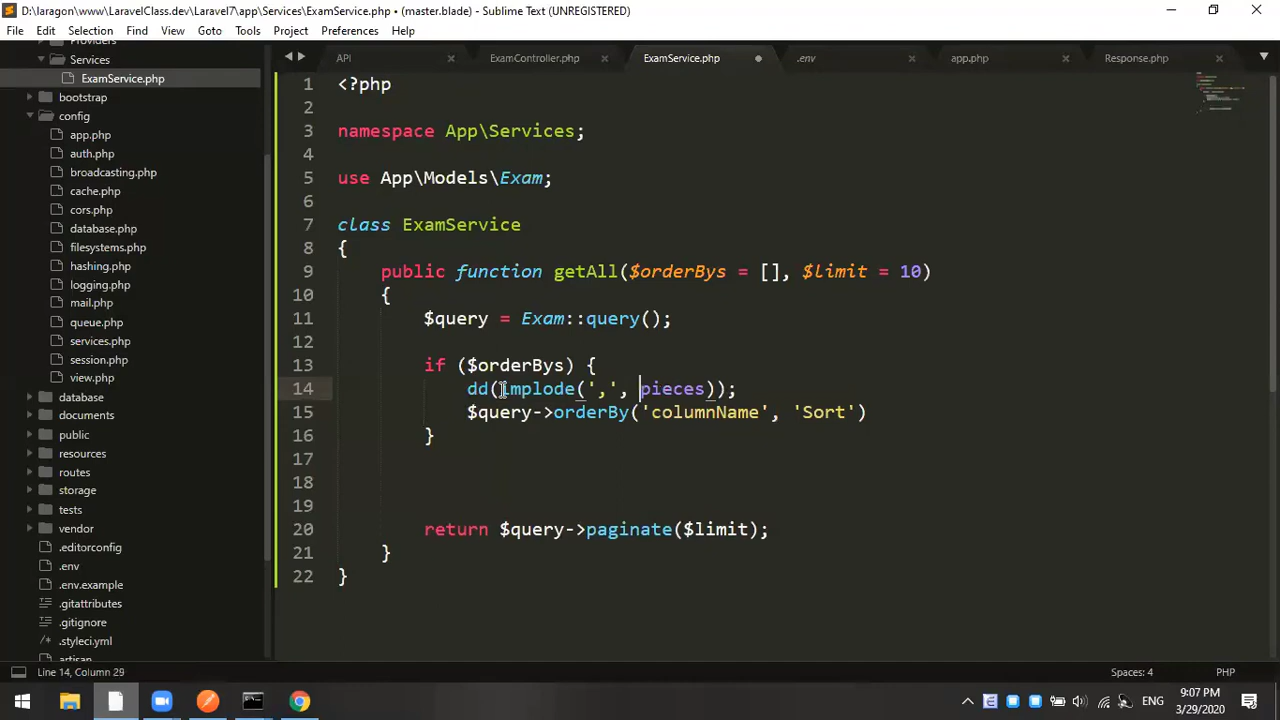 D:\laragon\www\LaravelClass.dev\Laravel7\app\Services\ExamService.php • (master.blade) - Sublime Text (UNREGISTERED)
File Edit Selection Find View Goto Tools Project Preferences Help
API ExamController.php ExamService.php .env app.php Response.php
Providers
Services
ExamService.php
bootstrap
config
app.php
auth.php
broadcasting.php
cache.php
cors.php
database.php
filesystems.php
hashing.php
logging.php
mail.php
queue.php
services.php
session.php
view.php
database
documents
resources
routes
storage
tests
vendor
.editorconfig
.env
.env.example
.gitattributes
.gitignore
.styleci.yml
artisan
1 <?php
2
3 namespace App\Services;
4
5 use App\Models\Exam;
6
7 class ExamService
8 {
9 public function getAll($orderBys = [], $limit = 10)
10 {
11 $query = Exam::query();
12
13 if ($orderBys) {
14 dd(implode(',', pieces));
15 $query->orderBy('columnName', 'Sort')
16 }
17
18
19
20 return $query->paginate($limit);
21 }
22 }
Line 14, Column 29 Spaces: 4 PHP
ENG 9:07 PM
3/29/2020